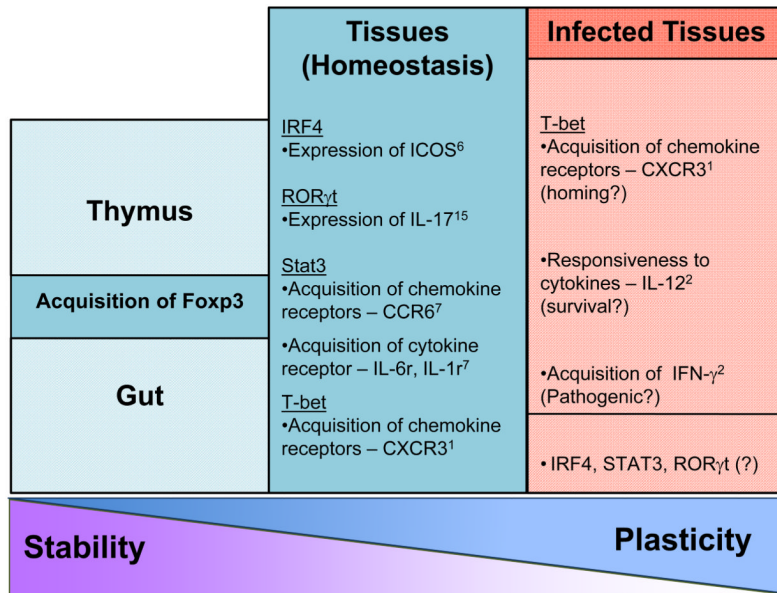 Thymus
Acquisition of Foxp3
Gut
Tissues
(Homeostasis)
IRF4
•Expression of ICOS⁶
RORγt
•Expression of IL-17¹⁵
Stat3
•Acquisition of chemokine
receptors – CCR6⁷
•Acquisition of cytokine
receptor – IL-6r, IL-1r⁷
T-bet
•Acquisition of chemokine
receptors – CXCR3¹
Infected Tissues
T-bet
•Acquisition of chemokine
receptors – CXCR3¹
(homing?)
•Responsiveness to
cytokines – IL-12²
(survival?)
•Acquisition of IFN-γ²
(Pathogenic?)
• IRF4, STAT3, RORγt (?)
Stability
Plasticity